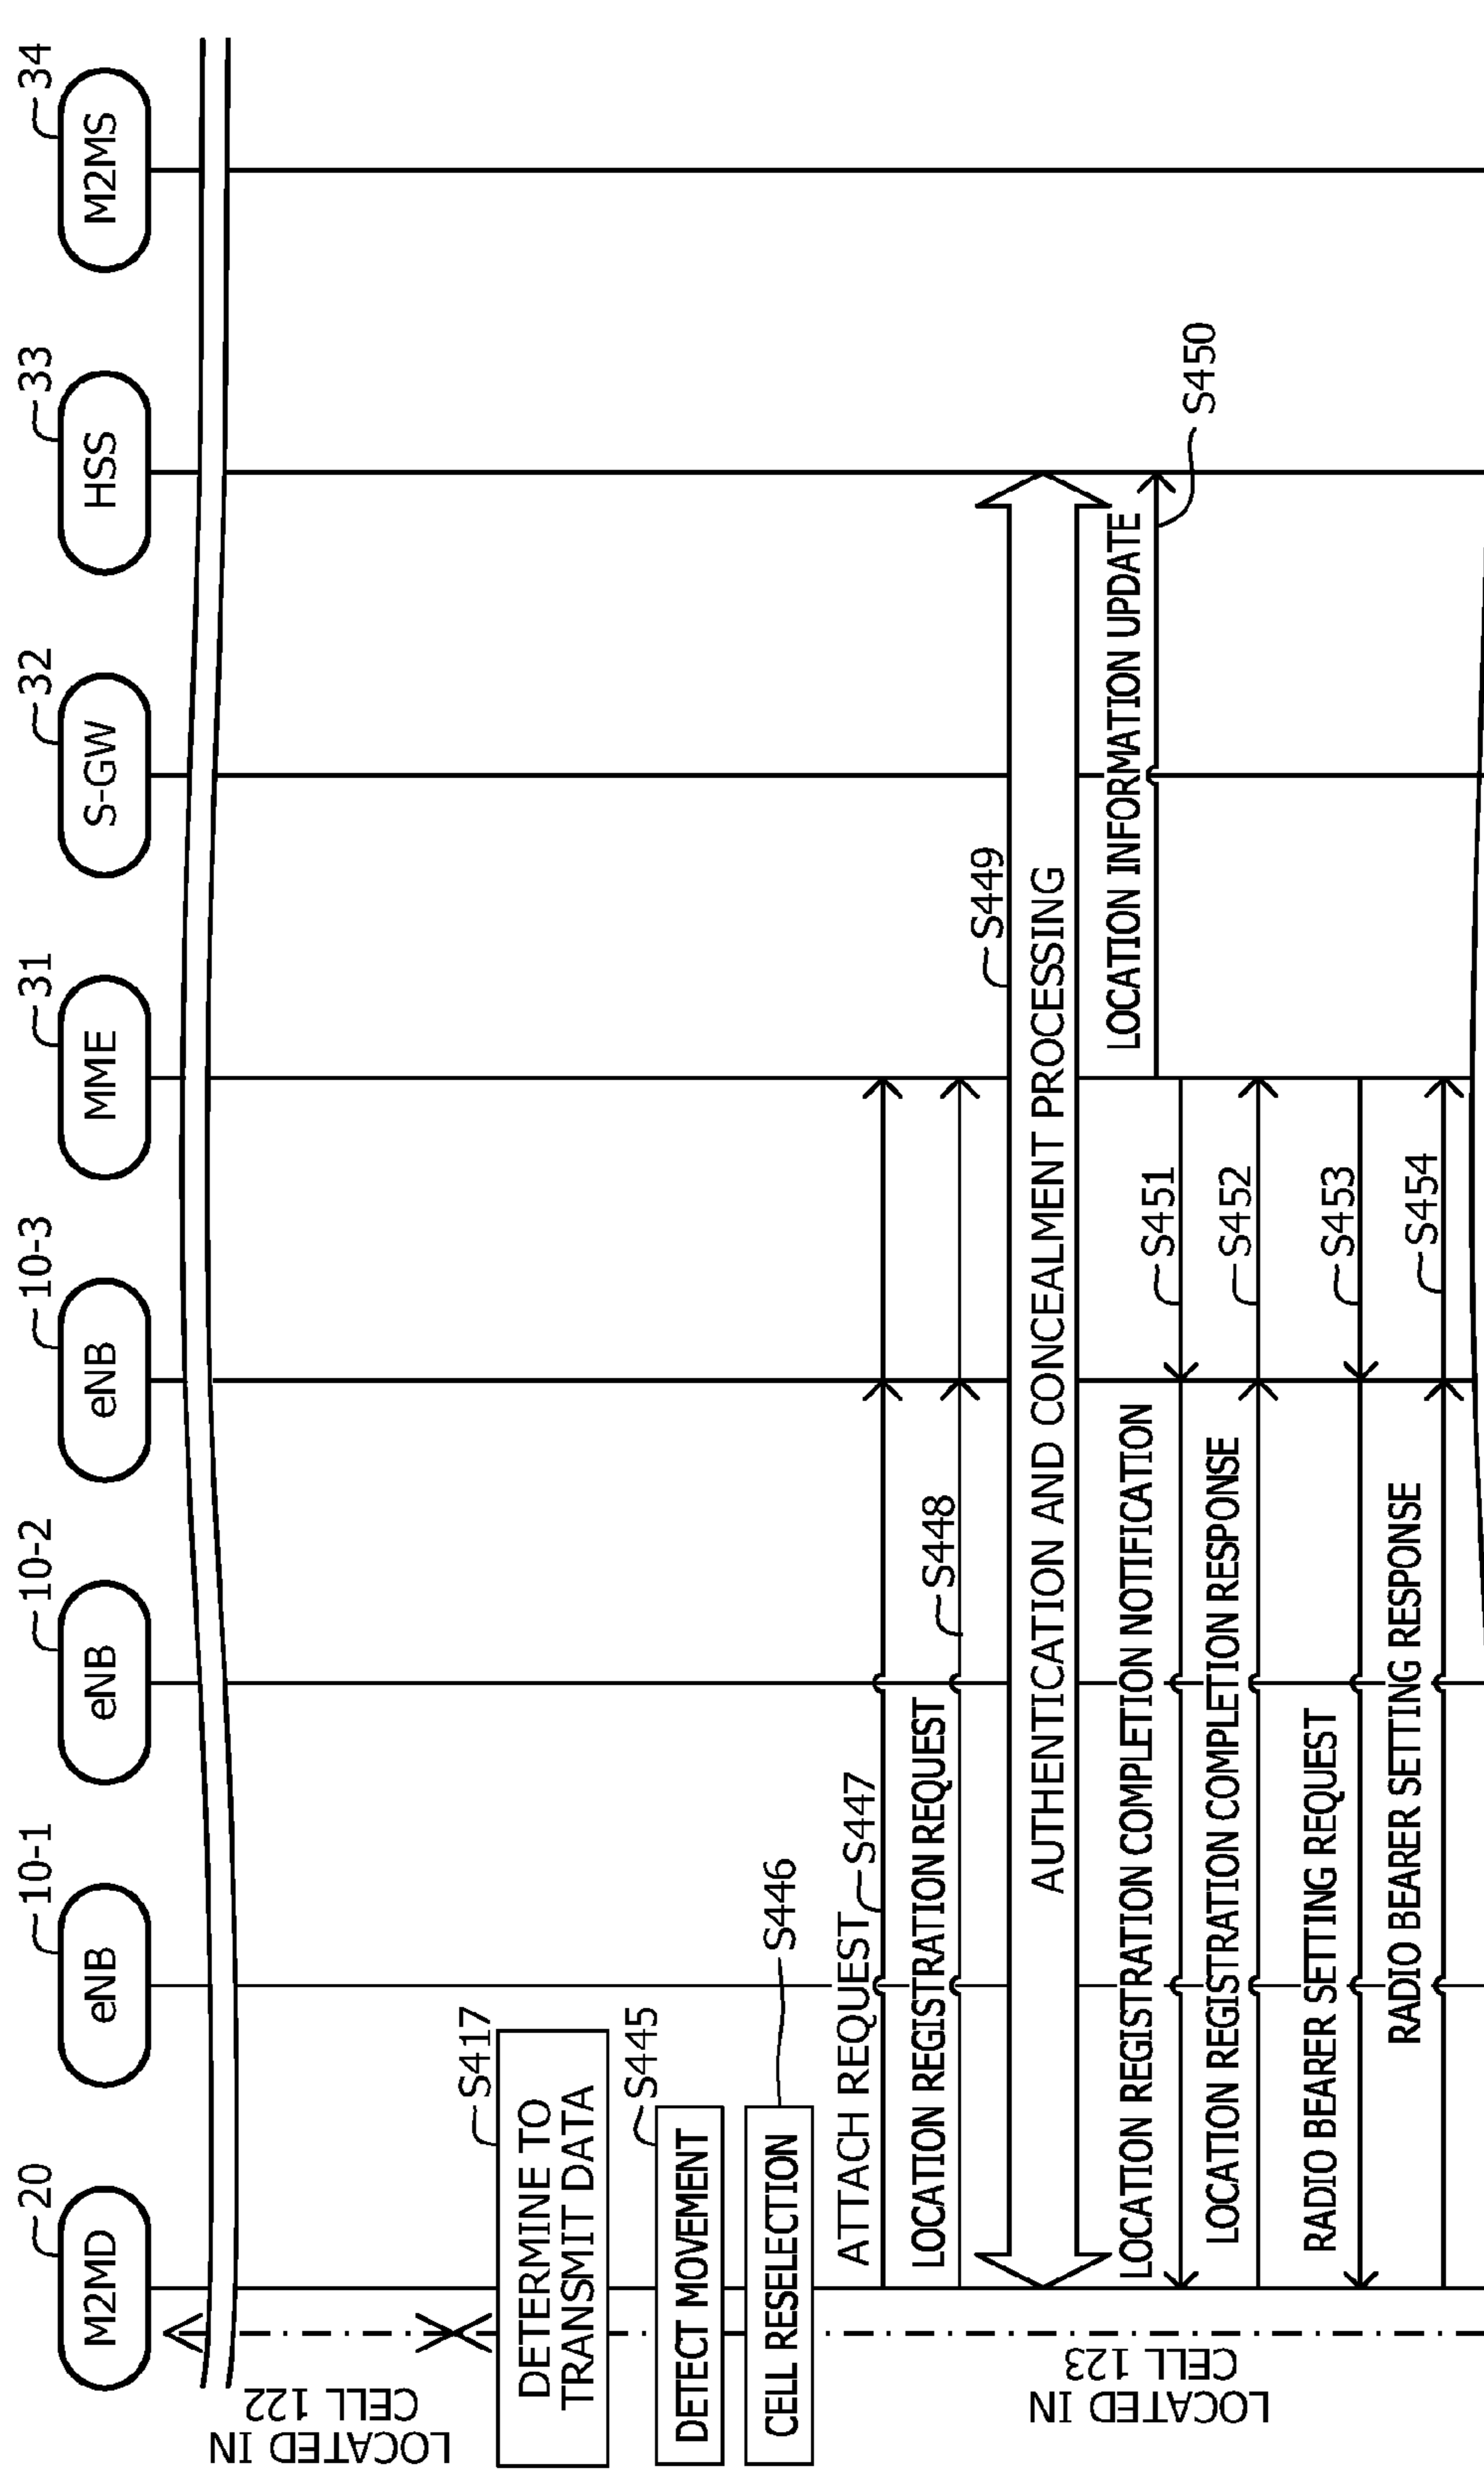 M2MD
20
eNB
10-1
eNB
10-2
eNB
10-3
MME
31
S-GW
32
HSS
33
M2MS
34
LOCATED IN
CELL 122
DETERMINE TO
TRANSMIT DATA
S417
DETECT MOVEMENT
S445
CELL RESELECTION
S446
LOCATED IN
CELL 123
ATTACH REQUEST
S447
LOCATION REGISTRATION REQUEST
S448
AUTHENTICATION AND CONCEALMENT PROCESSING
S449
LOCATION INFORMATION UPDATE
S450
LOCATION REGISTRATION COMPLETION NOTIFICATION
S451
LOCATION REGISTRATION COMPLETION RESPONSE
S452
RADIO BEARER SETTING REQUEST
S453
RADIO BEARER SETTING RESPONSE
S454